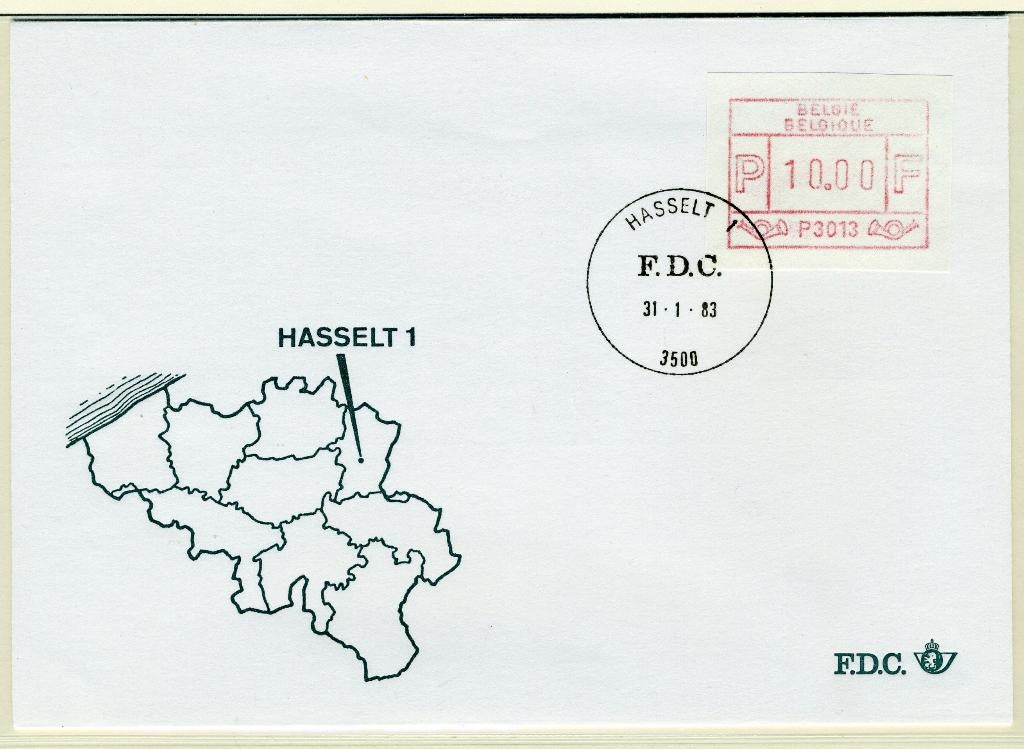 BELGIE
BELGIQUE
P 10.00 F
P3013
HASSELT 1
F.D.C.
31·1·83
3500
HASSELT 1
F.D.C.